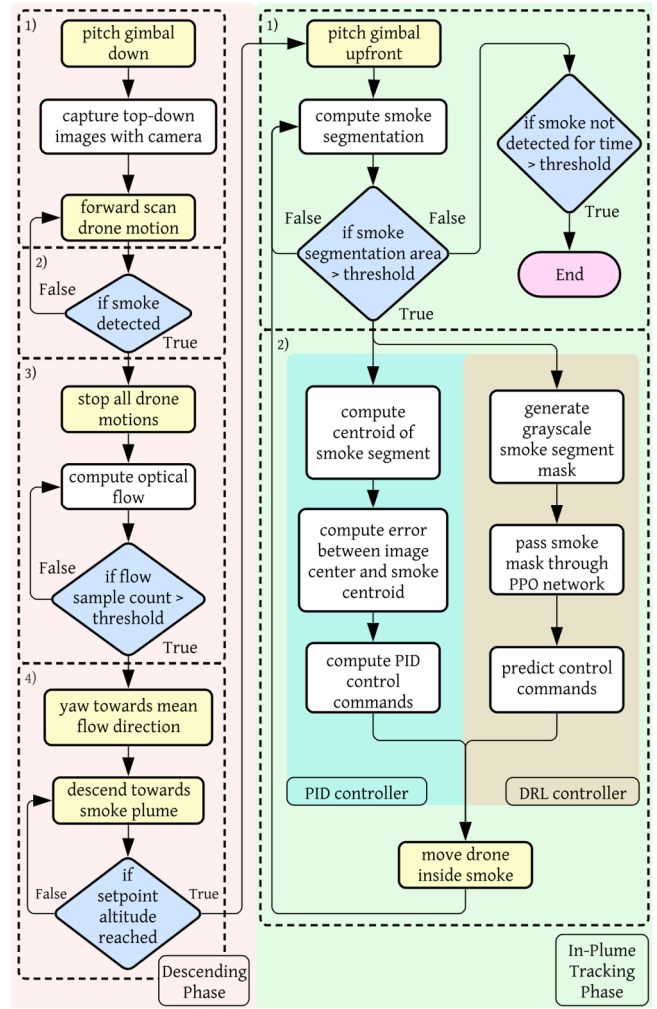 1)
pitch gimbal
down
capture top-down
images with camera
forward scan
drone motion
2)
False
if smoke
detected
True
3)
stop all drone
motions
compute optical
flow
False
if flow
sample count >
threshold
True
4)
yaw towards mean
flow direction
descend towards
smoke plume
False
if
setpoint
altitude
reached
True
Descending
Phase
1)
pitch gimbal
upfront
compute smoke
segmentation
False
False
if smoke
segmentation area
> threshold
True
if smoke not
detected for time
> threshold
True
End
2)
compute
centroid of
smoke segment
compute error
between image
center and smoke
centroid
compute PID
control
commands
PID controller
generate
grayscale
smoke segment
mask
pass smoke
mask through
PPO network
predict control
commands
DRL controller
move drone
inside smoke
In-Plume
Tracking
Phase